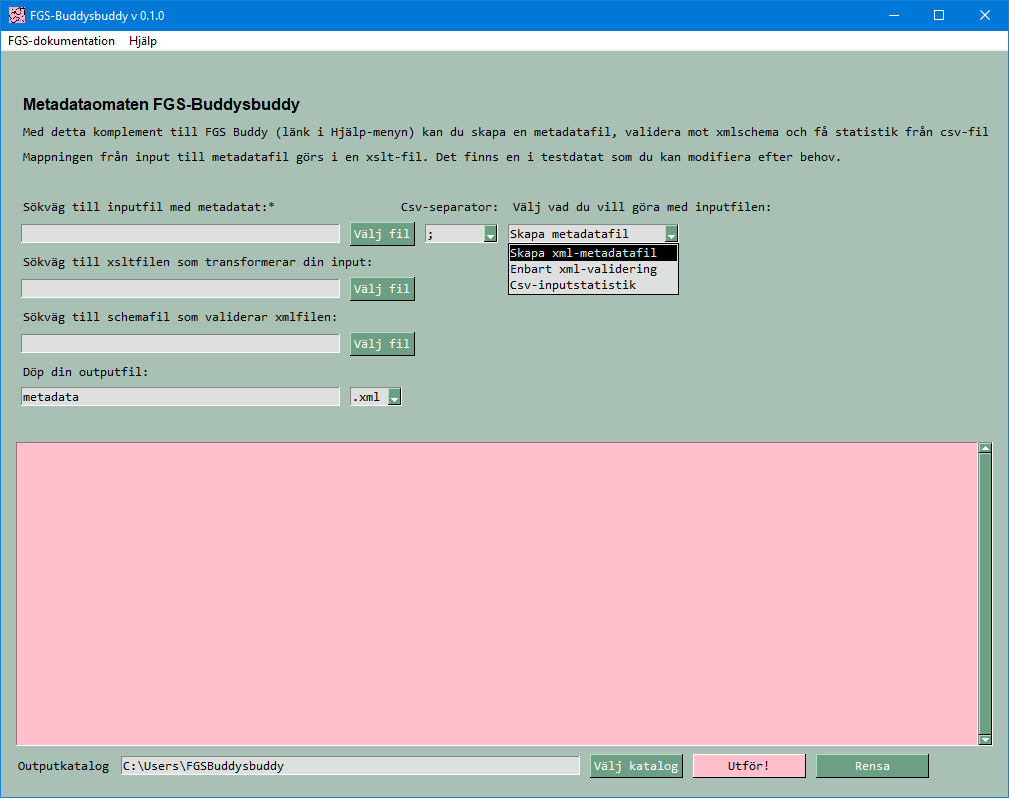 FGS-Buddysbuddy v 0.1.0
FGS-dokumentation Hjälp
Metadataomaten FGS-Buddysbuddy
Med detta komplement till FGS Buddy (länk i Hjälp-menyn) kan du skapa en metadatafil, validera mot xmlschema och få statistik från csv-fil
Mappningen från input till metadatafil görs i en xslt-fil. Det finns en i testdatat som du kan modifiera efter behov.
Sökväg till inputfil med metadatat:* Csv-separator: Välj vad du vill göra med inputfilen:
Välj fil ; Skapa metadatafil
Skapa xml-metadatafil
Enbart xml-validering
Csv-inputstatistik
Sökväg till xsltfilen som transformerar din input:
Välj fil
Sökväg till schemafil som validerar xmlfilen:
Välj fil
Döp din outputfil:
metadata .xml
Outputkatalog C:\Users\FGSBuddysbuddy Välj katalog Utför! Rensa